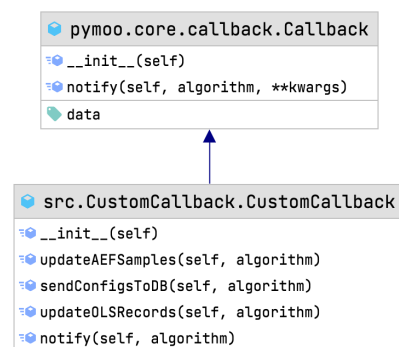 pymoo.core.callback.Callback
__init__(self)
notify(self, algorithm, **kwargs)
data
src.CustomCallback.CustomCallback
__init__(self)
updateAEFSamples(self, algorithm)
sendConfigsToDB(self, algorithm)
updateOLSRecords(self, algorithm)
notify(self, algorithm)